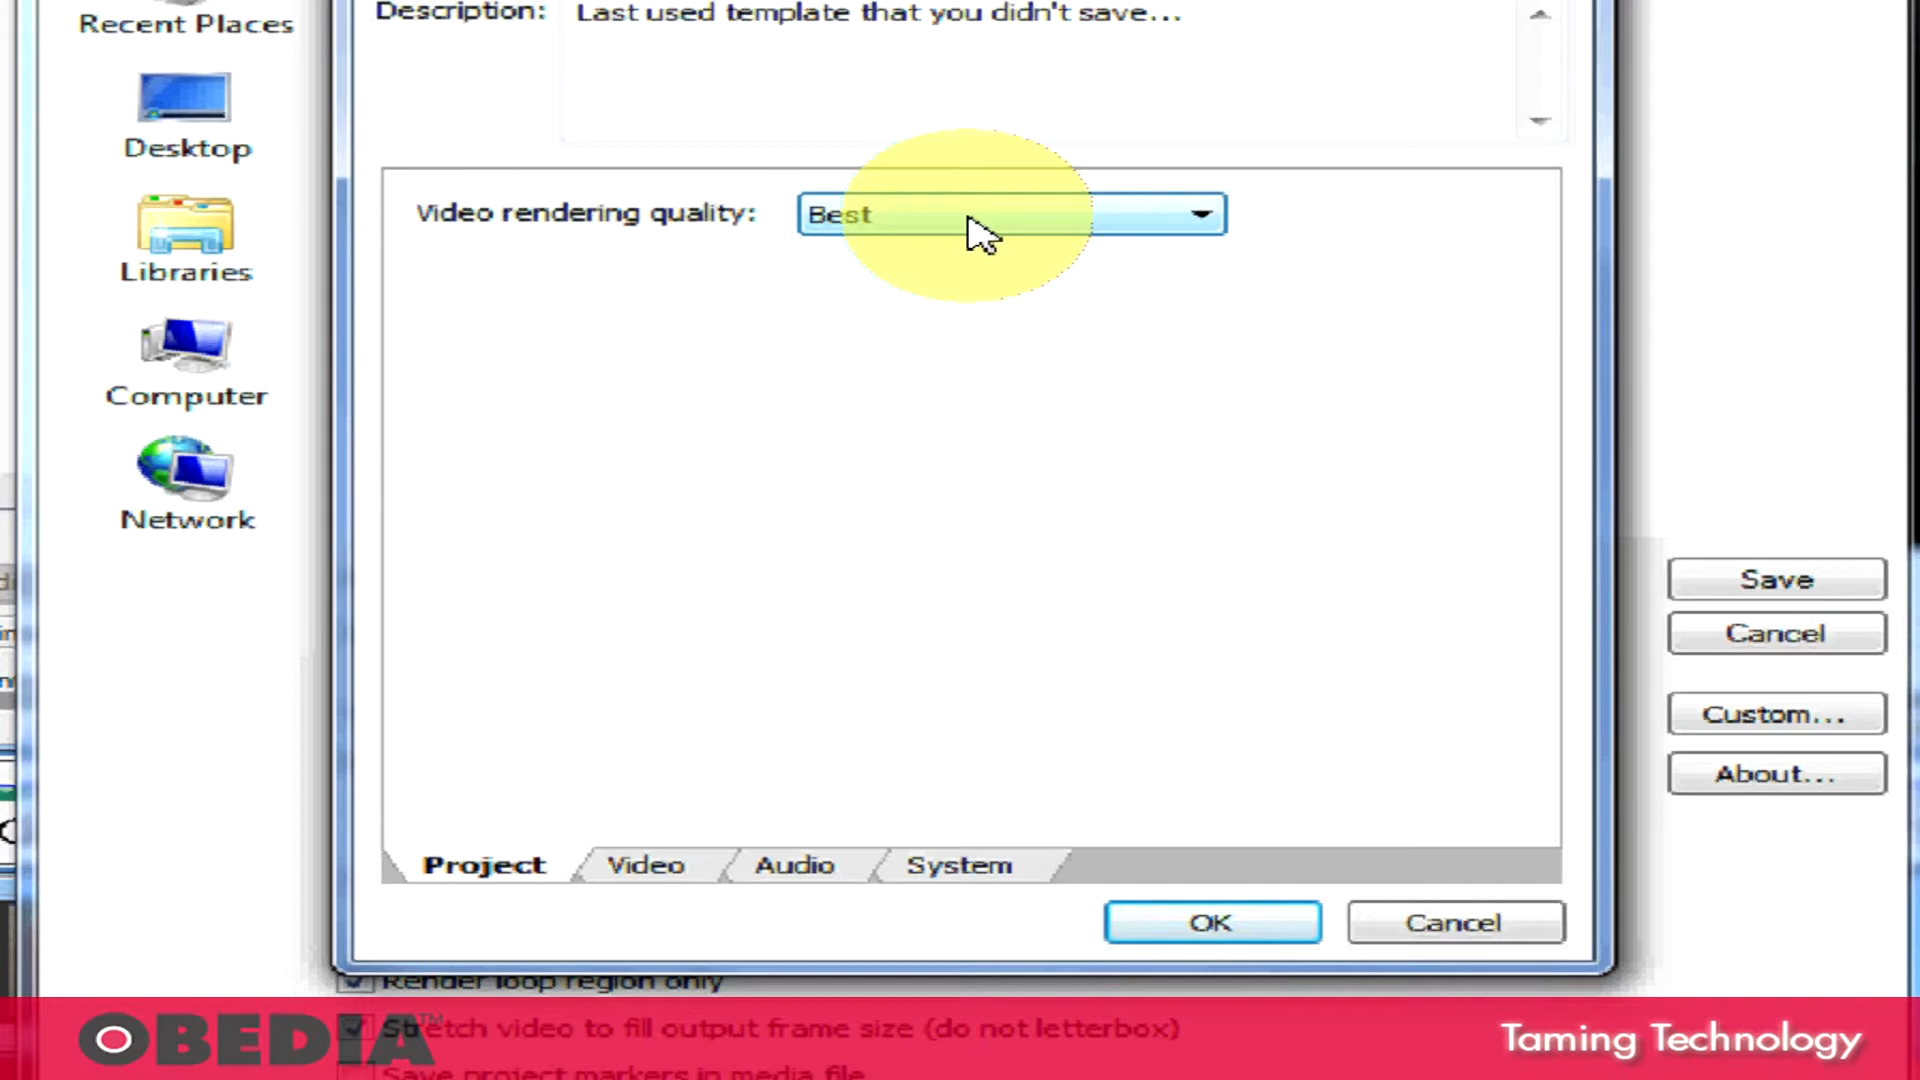 Recent Places
Description: Last used template that you didn't save...
Desktop
Video rendering quality: Best
Libraries
Computer
Network
Save
Cancel
Custom...
About...
Project Video Audio System
OK Cancel
Render loop region only
Stretch video to fill output frame size (do not letterbox)
OBEDIA™
Taming Technology
Save project markers in media file